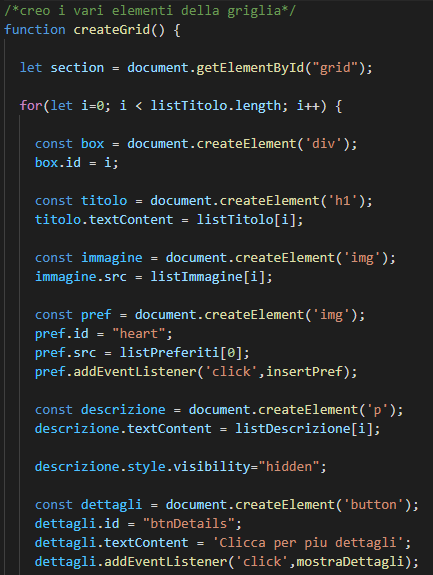 /*creo i vari elementi della griglia*/
function createGrid() {
let section = document.getElementById("grid");
for(let i=0; i < listTitolo.length; i++) {
const box = document.createElement('div');
box.id = i;
const titolo = document.createElement('h1');
titolo.textContent = listTitolo[i];
const immagine = document.createElement('img');
immagine.src = listImmagine[i];
const pref = document.createElement('img');
pref.id = "heart";
pref.src = listPreferiti[0];
pref.addEventListener('click',insertPref);
const descrizione = document.createElement('p');
descrizione.textContent = listDescrizione[i];
descrizione.style.visibility="hidden";
const dettagli = document.createElement('button');
dettagli.id = "btnDetails";
dettagli.textContent = 'Clicca per piu dettagli';
dettagli.addEventListener('click',mostraDettagli);